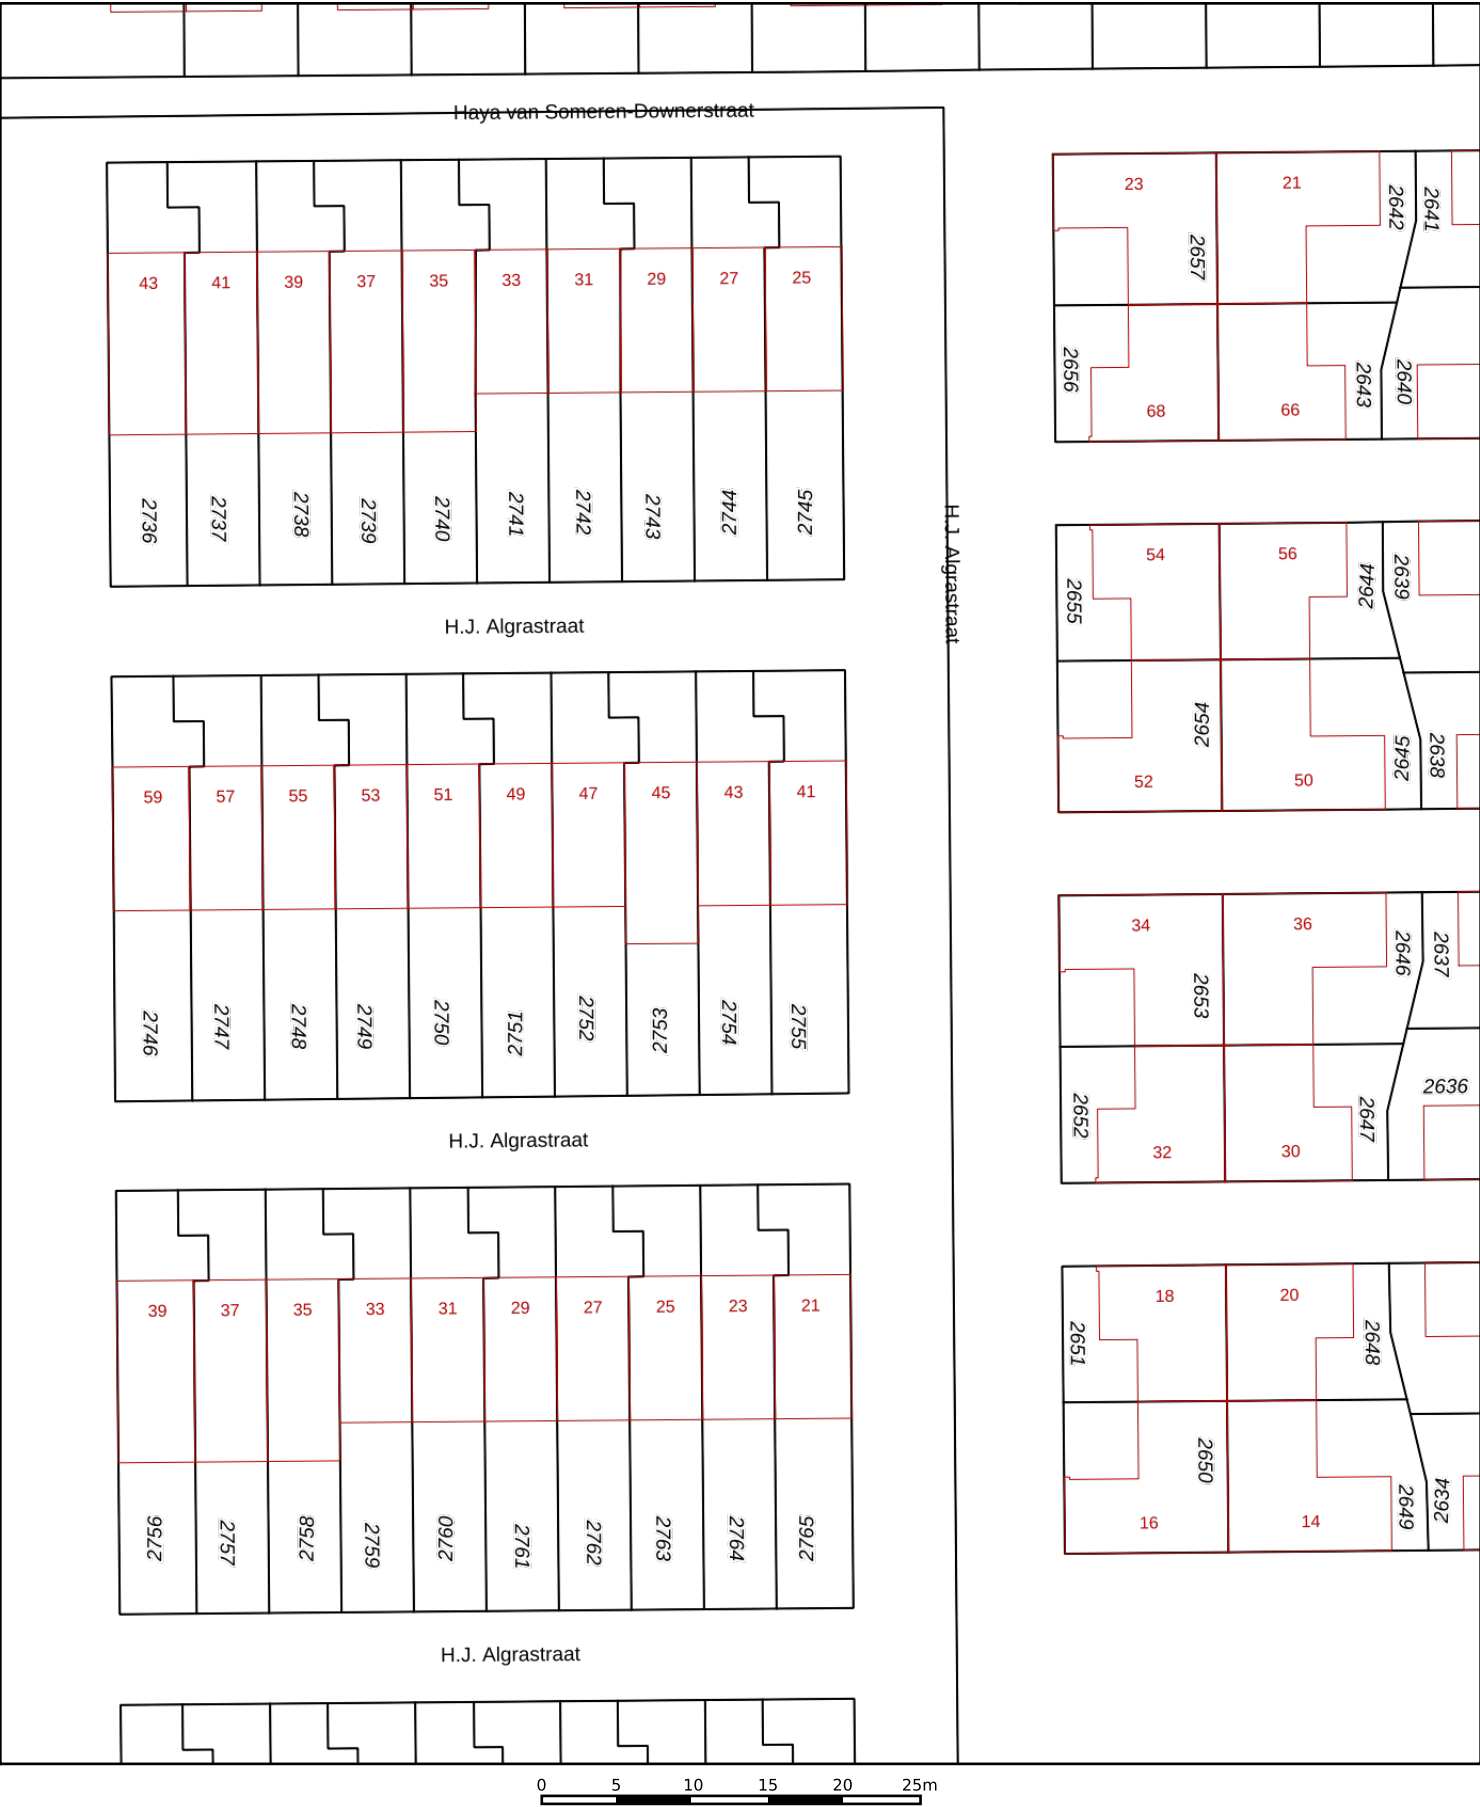 Haya van Someren-Downerstraat
23 21 2642 2641
2657
43 41 39 37 35 33 31 29 27 25
2656 2643 2640
68 66
2736 2737 2738 2739 2740 2741 2742 2743 2744 2745
H.J. Algrastraat
54 56
2655 2644 2639
H.J. Algrastraat
2654 2645 2638
52 50
59 57 55 53 51 49 47 45 43 41
34 36
2653 2646 2637
2746 2747 2748 2749 2750 2751 2752 2753 2754 2755
2636
2652 2647
H.J. Algrastraat
32 30
18 20
39 37 35 33 31 29 27 25 23 21
2651 2648
2650
2649 2634
2756 2757 2758 2759 2760 2761 2762 2763 2764 2765
16 14
H.J. Algrastraat
0 5 10 15 20 25m